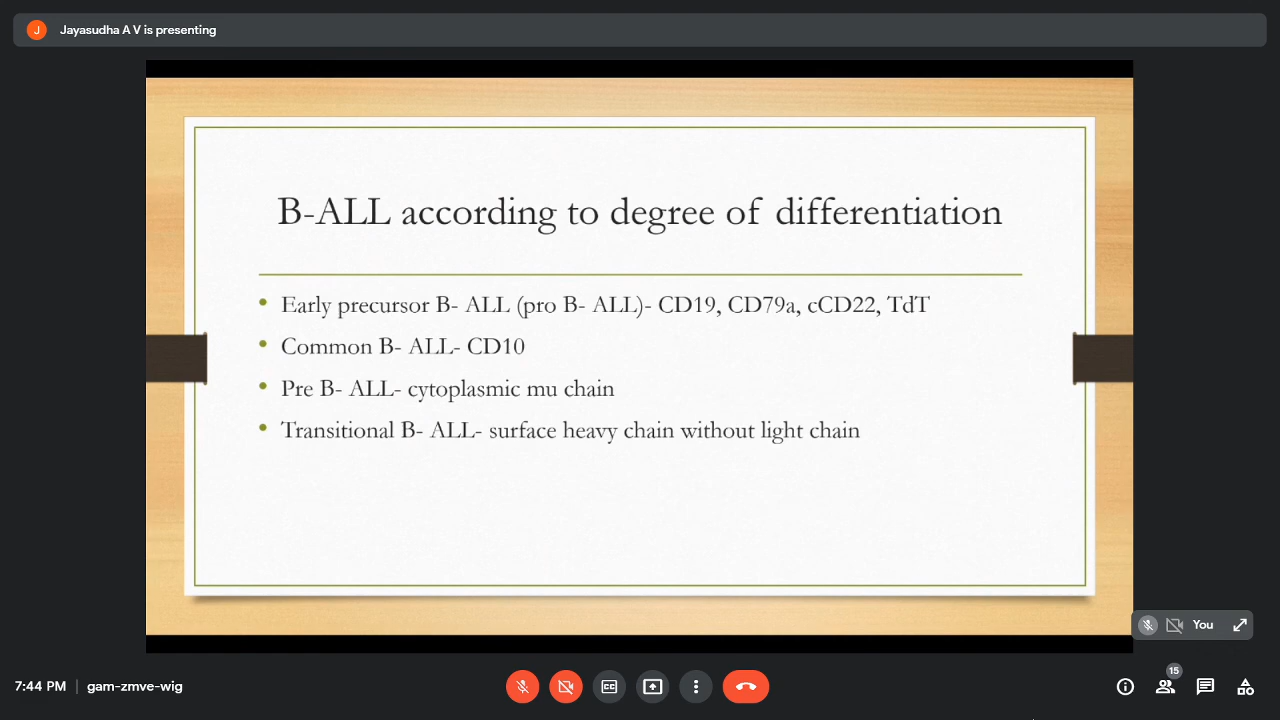 J Jayasudha A V is presenting
B-ALL according to degree of differentiation
• Early precursor B- ALL (pro B- ALL)- CD19, CD79a, cCD22, TdT
• Common B- ALL- CD10
• Pre B- ALL- cytoplasmic mu chain
• Transitional B- ALL- surface heavy chain without light chain
You
7:44 PM | gam-zmve-wig
CC
15